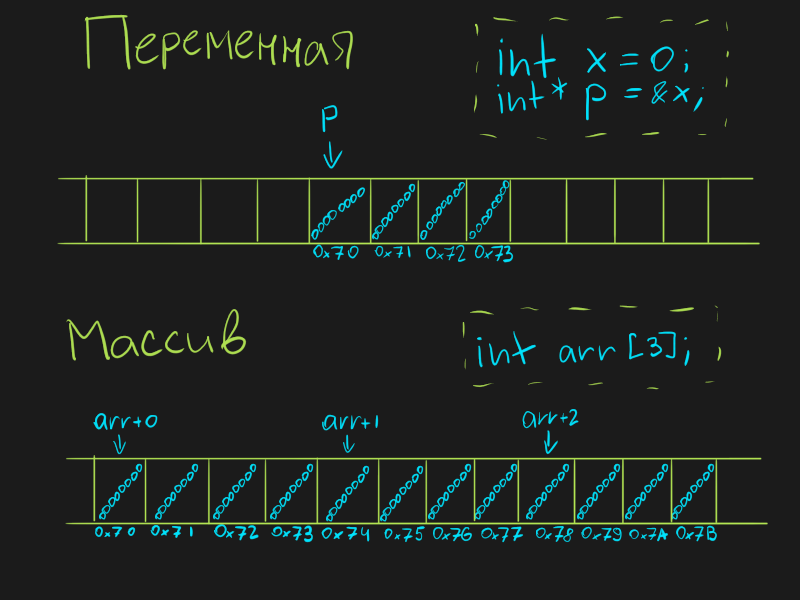 Переменная
int x = 0;
int* p = &x;
p
00000000 00000000 00000000 00000000
0x70 0x71 0x72 0x73
Массив
int arr[3];
arr+0 arr+1 arr+2
00000000 00000000 00000000 00000000 00000000 00000000 00000000 00000000 00000000 00000000 00000000 00000000
0x70 0x71 0x72 0x73 0x74 0x75 0x76 0x77 0x78 0x79 0x7A 0x7B